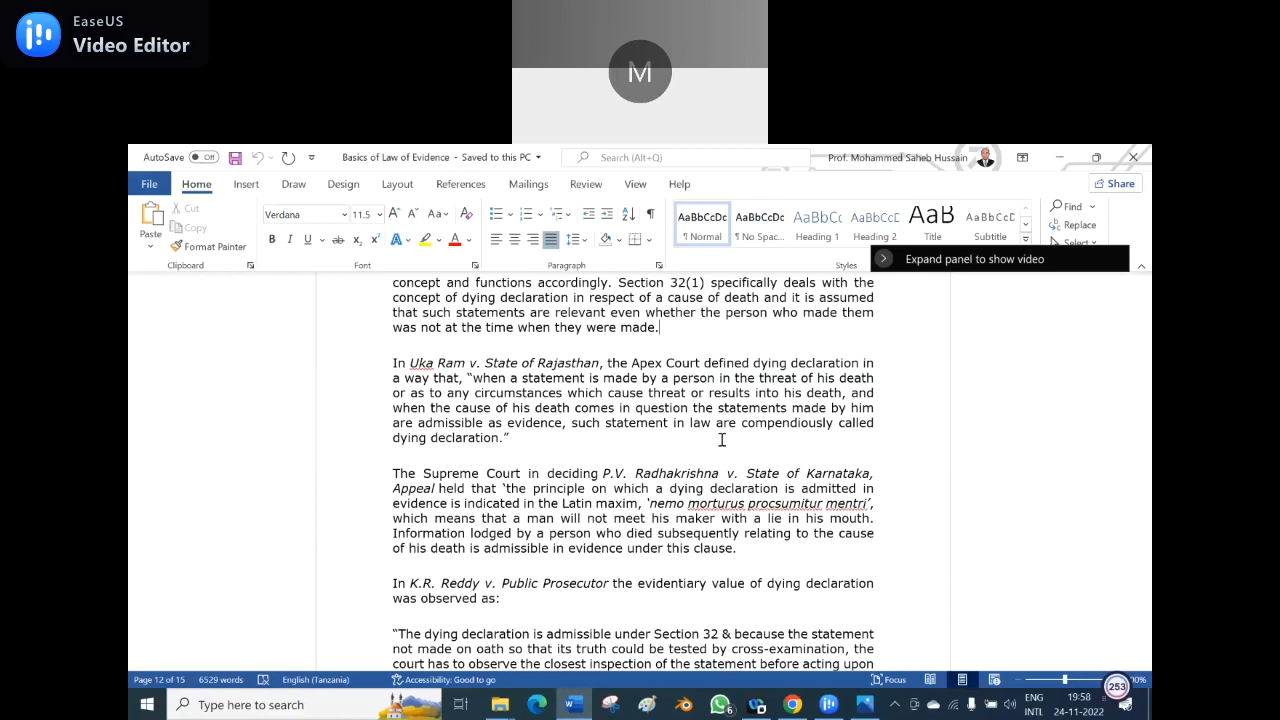 EaseUS
Video Editor
M
AutoSave Off Basics of Law of Evidence - Saved to this PC Search (Alt+Q) Prof. Mohammed Saheb Hussain
File Home Insert Draw Design Layout References Mailings Review View Help Share
Cut
Copy
Paste
Format Painter
Clipboard
Verdana 11.5
Font
Paragraph
AaBbCcDc AaBbCcDc AaBbCc AaBbCcD AaB AaBbCcD
¶ Normal ¶ No Spac... Heading 1 Heading 2 Title Subtitle
Styles
Find
Replace
Select
Expand panel to show video
concept and functions accordingly. Section 32(1) specifically deals with the
concept of dying declaration in respect of a cause of death and it is assumed
that such statements are relevant even whether the person who made them
was not at the time when they were made.
In Uka Ram v. State of Rajasthan, the Apex Court defined dying declaration in
a way that, “when a statement is made by a person in the threat of his death
or as to any circumstances which cause threat or results into his death, and
when the cause of his death comes in question the statements made by him
are admissible as evidence, such statement in law are compendiously called
dying declaration.”
The Supreme Court in deciding P.V. Radhakrishna v. State of Karnataka,
Appeal held that ‘the principle on which a dying declaration is admitted in
evidence is indicated in the Latin maxim, ‘nemo morturus procsumitur mentri’,
which means that a man will not meet his maker with a lie in his mouth.
Information lodged by a person who died subsequently relating to the cause
of his death is admissible in evidence under this clause.
In K.R. Reddy v. Public Prosecutor the evidentiary value of dying declaration
was observed as:
“The dying declaration is admissible under Section 32 & because the statement
not made on oath so that its truth could be tested by cross-examination, the
court has to observe the closest inspection of the statement before acting upon
Page 12 of 15 6529 words English (Tanzania) Accessibility: Good to go Focus
253
Type here to search
6
ENG
INTL
19:58
24-11-2022